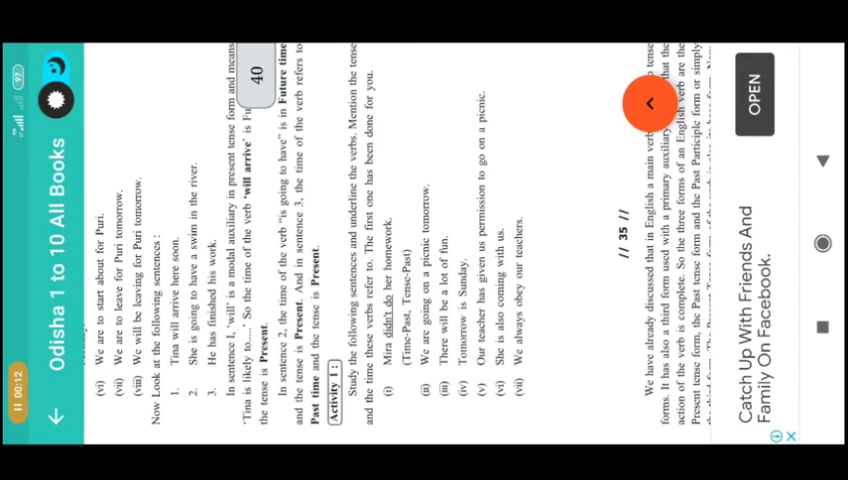 00:12
97
Odisha 1 to 10 All Books
(vi) We are to start about for Puri.
(vii) We are to leave for Puri tomorrow.
(viii) We will be leaving for Puri tomorrow.
Now Look at the following sentences :
1. Tina will arrive here soon.
2. She is going to have a swim in the river.
3. He has finished his work.
In sentence 1, 'will' is a modal auxiliary in present tense form and means
'Tina is likely to....' So the time of the verb 'will arrive' is Fu
the tense is Present.
In sentence 2, the time of the verb "is going to have" is in Future time
and the tense is Present. And in sentence 3, the time of the verb refers to
Past time and the tense is Present.
40
Activity 1 :
Study the following sentences and underline the verbs. Mention the tense
and the time these verbs refer to. The first one has been done for you.
(i) Mira didn't do her homework.
(Time-Past, Tense-Past)
(ii) We are going on a picnic tomorrow.
(iii) There will be a lot of fun.
(iv) Tomorrow is Sunday.
(v) Our teacher has given us permission to go on a picnic.
(vi) She is also coming with us.
(vii) We always obey our teachers.
// 35 //
We have already discussed that in English a main verb tense
forms. It has also a third form used with a primary auxiliary that the
action of the verb is complete. So the three forms of an English verb are the
Present tense form, the Past tense form and the Past Participle form or simply
Catch Up With Friends And
Family On Facebook.
OPEN